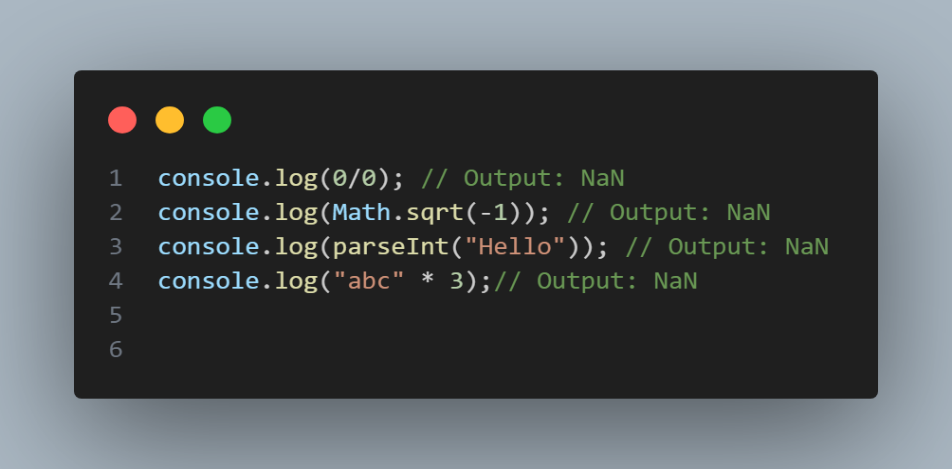 1 console.log(0/0); // Output: NaN
2 console.log(Math.sqrt(-1)); // Output: NaN
3 console.log(parseInt("Hello")); // Output: NaN
4 console.log("abc" * 3);// Output: NaN
5
6